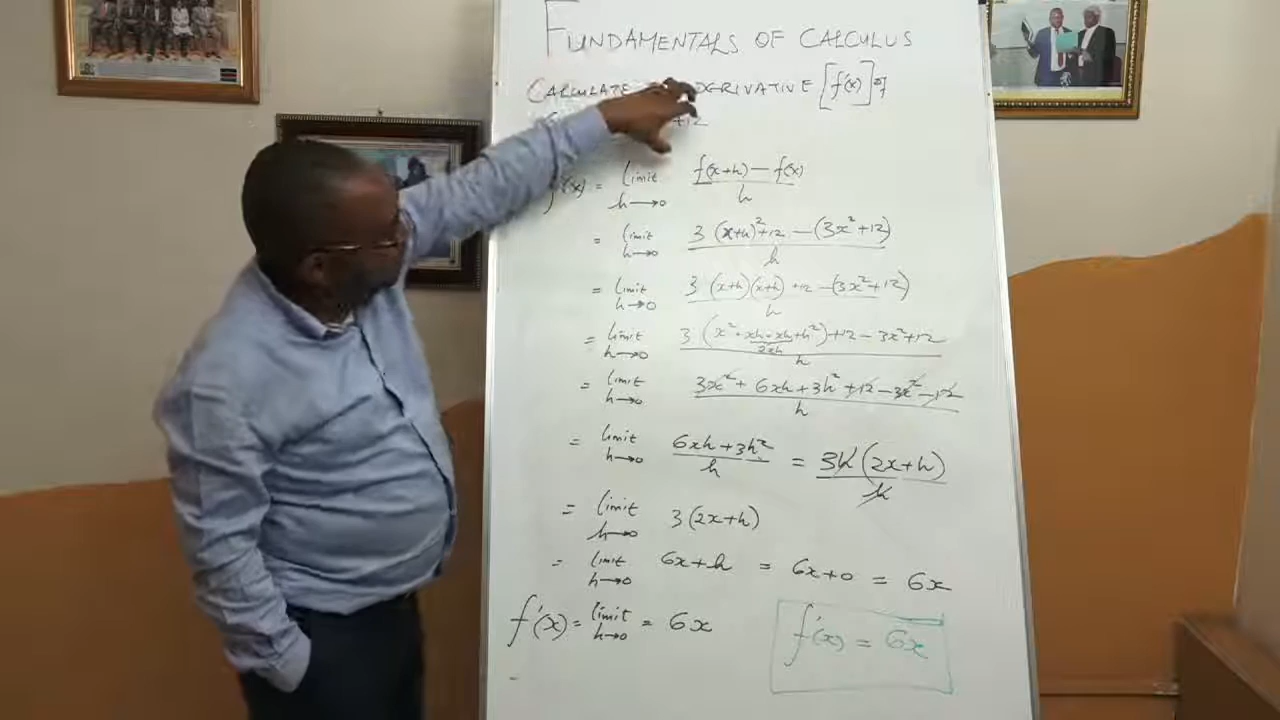 FUNDAMENTALS OF CALCULUS
CALCULATE DERIVATIVE [f'(x)] of
+12
f'(x) = limit h→0 f(x+h) — f(x) / h
= limit h→0 3(x+h)²+12 — (3x²+12) / h
= limit h→0 3(x+h)(x+h) +12 —(3x²+12) / h
= limit h→0 3(x² + xh + xh + h²) +12 - 3x²+12 / h
2xh
= limit h→0 3x² + 6xh + 3h² + 12 - 3x² - 12 / h
= limit h→0 6xh + 3h² / h = 3h(2x+h) / h
= limit h→0 3(2x+h)
= limit h→0 6x+h = 6x+0 = 6x
f'(x) = limit h→0 = 6x
f'(x) = 6x